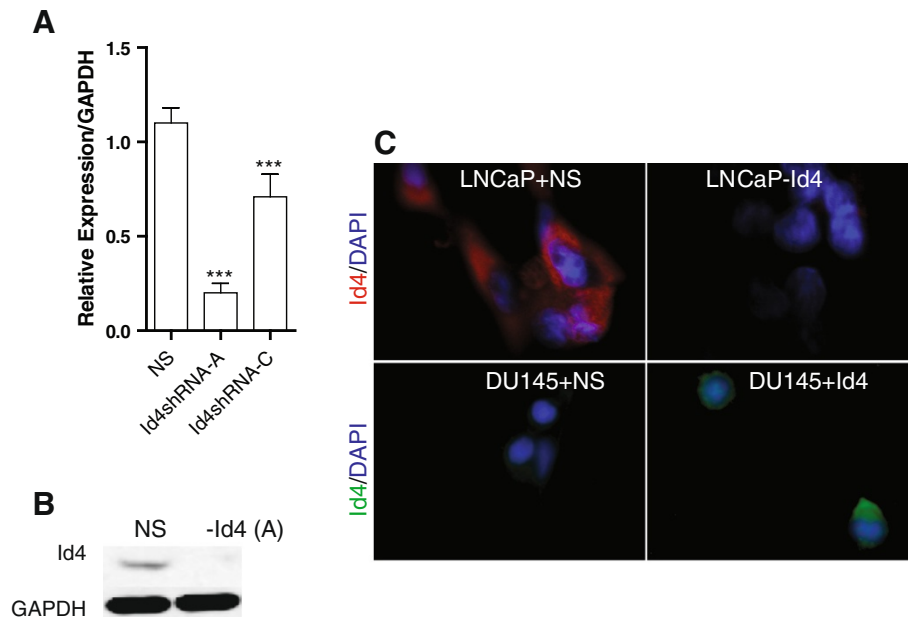 A
Relative Expression/GAPDH
1.5
1.0
0.5
0.0
***
***
NS
Id4shRNA-A
Id4shRNA-C
B
NS -Id4 (A)
Id4
GAPDH
C
Id4/DAPI
LNCaP+NS
LNCaP-Id4
Id4/DAPI
DU145+NS
DU145+Id4